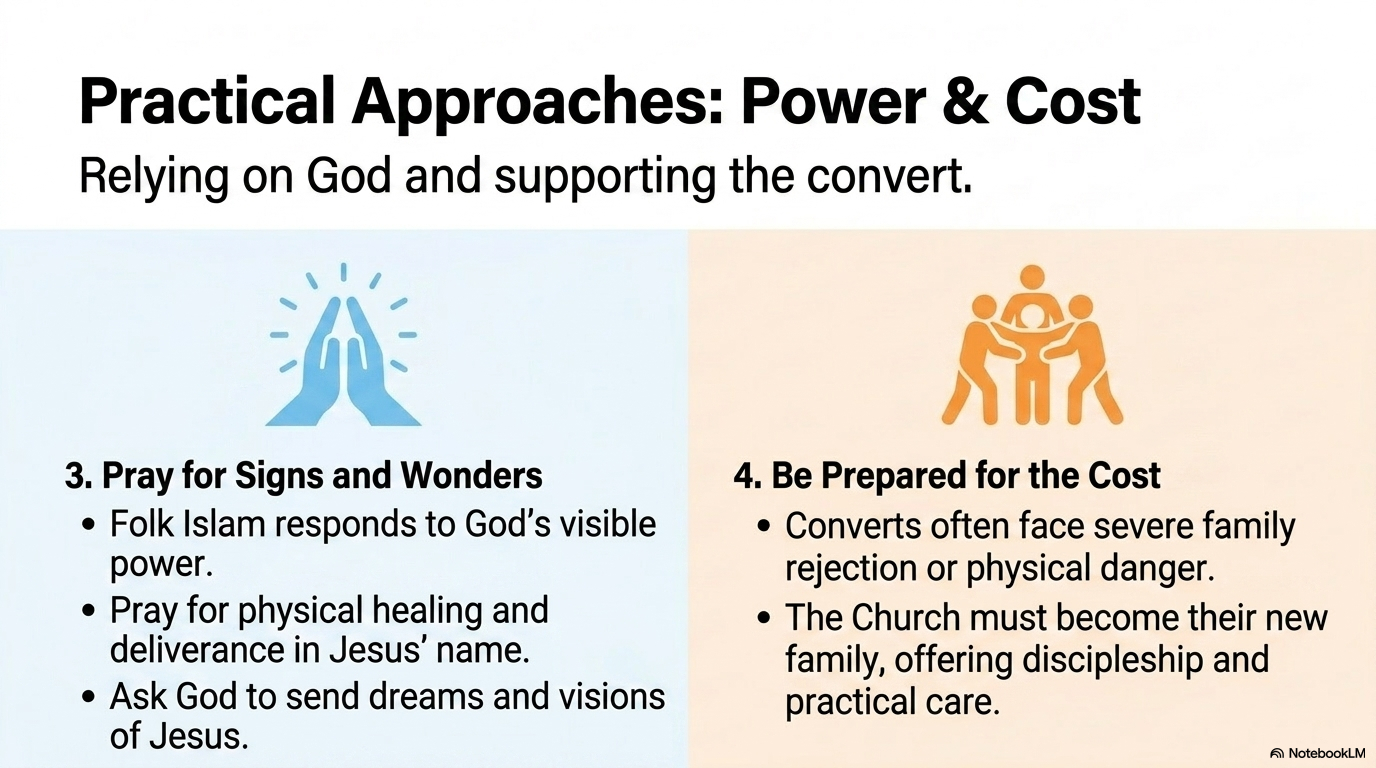 Practical Approaches: Power & Cost
Relying on God and supporting the convert.
3. Pray for Signs and Wonders
• Folk Islam responds to God’s visible
power.
• Pray for physical healing and
deliverance in Jesus’ name.
• Ask God to send dreams and visions
of Jesus.
4. Be Prepared for the Cost
• Converts often face severe family
rejection or physical danger.
• The Church must become their new
family, offering discipleship and
practical care.
NotebookLM